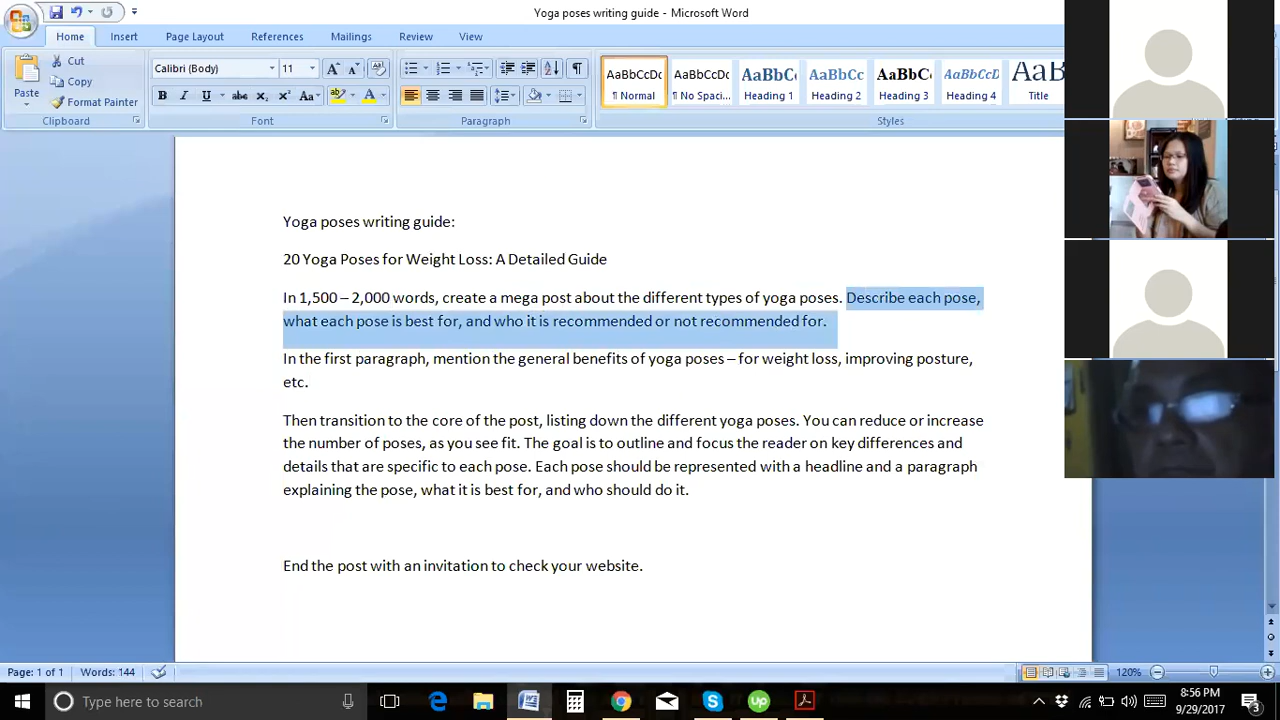 Yoga poses writing guide - Microsoft Word
Home Insert Page Layout References Mailings Review View
Paste
Cut
Copy
Format Painter
Calibri (Body) 11
AaBbCcDc AaBbCcDc AaBbC AaBbCc AaBbCc AaBbCcD AaB
¶ Normal ¶ No Spaci... Heading 1 Heading 2 Heading 3 Heading 4 Title
Clipboard Font Paragraph Styles
Yoga poses writing guide:
20 Yoga Poses for Weight Loss: A Detailed Guide
In 1,500 – 2,000 words, create a mega post about the different types of yoga poses. Describe each pose,
what each pose is best for, and who it is recommended or not recommended for.
In the first paragraph, mention the general benefits of yoga poses – for weight loss, improving posture,
etc.
Then transition to the core of the post, listing down the different yoga poses. You can reduce or increase
the number of poses, as you see fit. The goal is to outline and focus the reader on key differences and
details that are specific to each pose. Each pose should be represented with a headline and a paragraph
explaining the pose, what it is best for, and who should do it.
End the post with an invitation to check your website.
Page: 1 of 1 Words: 144 120%
Type here to search
8:56 PM
9/29/2017